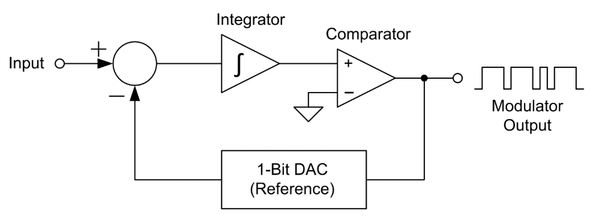 Integrator
Comparator
Input
+
−
∫
+
−
Modulator
Output
1-Bit DAC
(Reference)